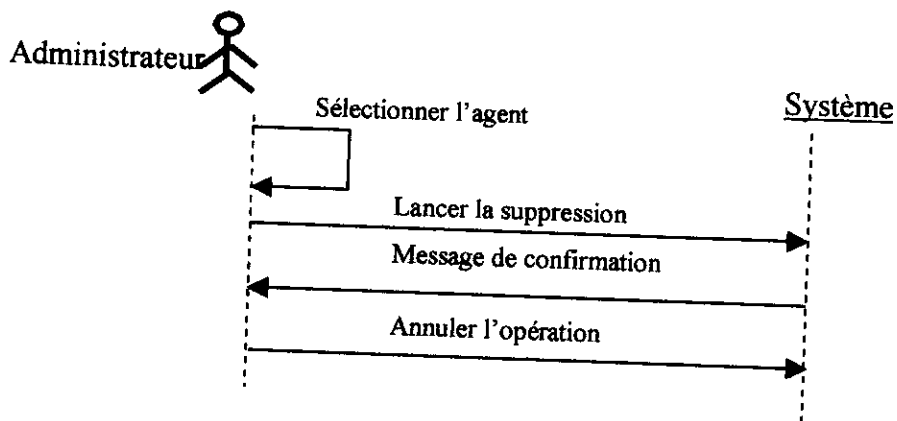 Administrateur
Sélectionner l'agent
Système
Lancer la suppression
Message de confirmation
Annuler l'opération